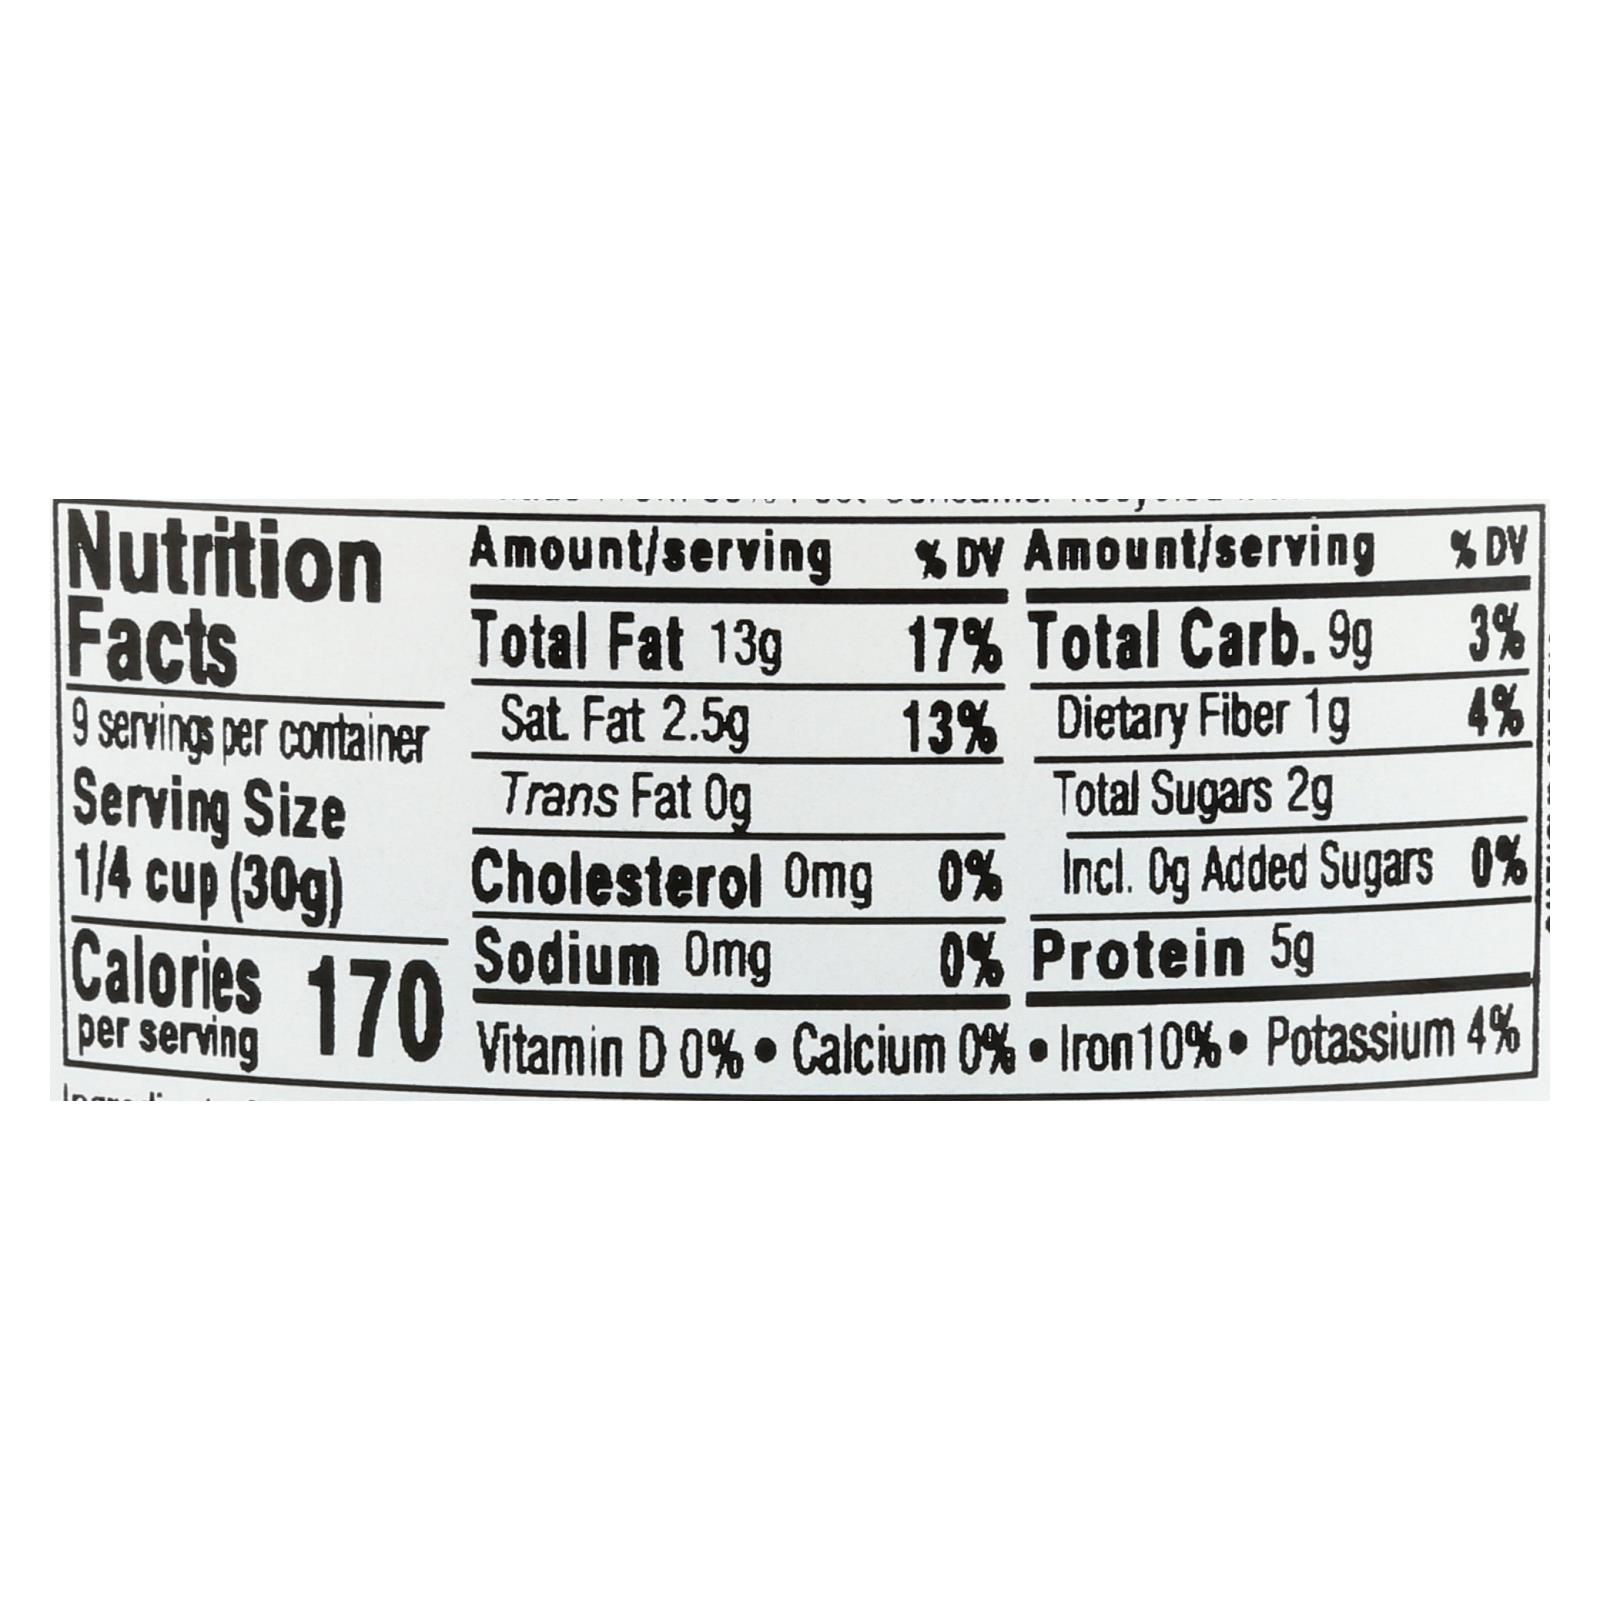 Nutrition
Facts
9 servings per container
Serving Size
1/4 cup (30g)
Calories 170
per serving
Amount/serving % DV
Total Fat 13g 17%
Sat. Fat 2.5g 13%
Trans Fat 0g
Cholesterol 0mg 0%
Sodium 0mg 0%
Amount/serving % DV
Total Carb. 9g 3%
Dietary Fiber 1g 4%
Total Sugars 2g
Incl. 0g Added Sugars 0%
Protein 5g
Vitamin D 0% • Calcium 0% • Iron10% • Potassium 4%